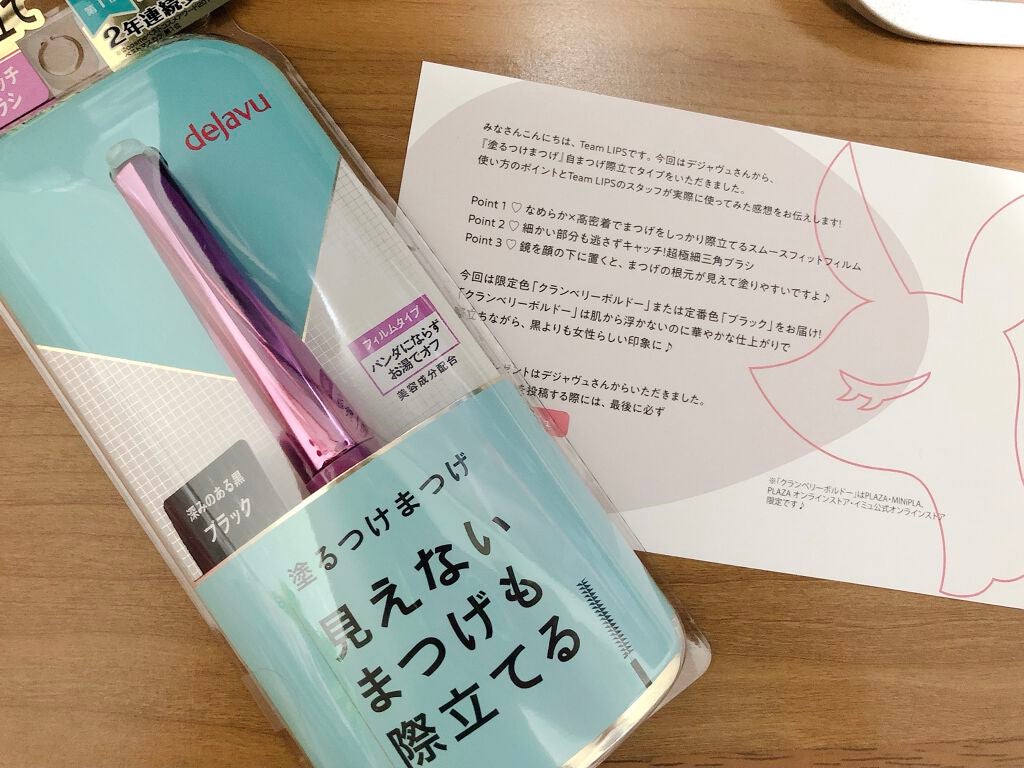 第1位
2年連続
dejavu
フィルムタイプ
パンダにならず
お湯でオフ
美容成分配合
深みのある黒
ブラック
塗るつけまつげ
見えない
まつげも
際立てる
みなさんこんにちは、Team LIPSです。今回はデジャヴュさんから、
『塗るつけまつげ』自まつげ際立てタイプをいただきました。
使い方のポイントとTeam LIPSのスタッフが実際に使ってみた感想をお伝えします!
Point 1 ♡ なめらか×高密着でまつげをしっかり際立てるスムースフィットフィルム
Point 2 ♡ 細かい部分も逃さずキャッチ!超極細三角ブラシ
Point 3 ♡ 鏡を顔の下に置くと、まつげの根元が見えて塗りやすいですよ♪
今回は限定色「クランベリーボルドー」または定番色「ブラック」をお届け!
「クランベリーボルドー」は肌から浮かないのに華やかな仕上がりで
立ちながら、黒よりも女性らしい印象に♪
ントはデジャヴュさんからいただきました。
を投稿する際には、最後に必ず
※「クランベリーボルドー」はPLAZA・MINiPLA、
PLAZA オンラインストア・イミュ公式オンラインストア
限定です♪